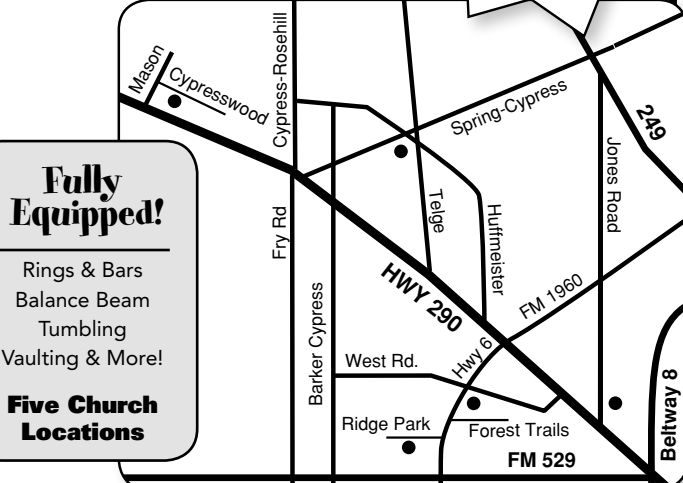 Fully
Equipped!
Rings & Bars
Balance Beam
Tumbling
Vaulting & More!
Five Church
Locations
Mason
Cypresswood
Cypress-Rosehill
Spring-Cypress
249
Jones Road
Telge
Huffmeister
Fry Rd
HWY 290
FM 1960
Barker Cypress
Hwy 6
West Rd.
Ridge Park
Forest Trails
Beltway 8
FM 529